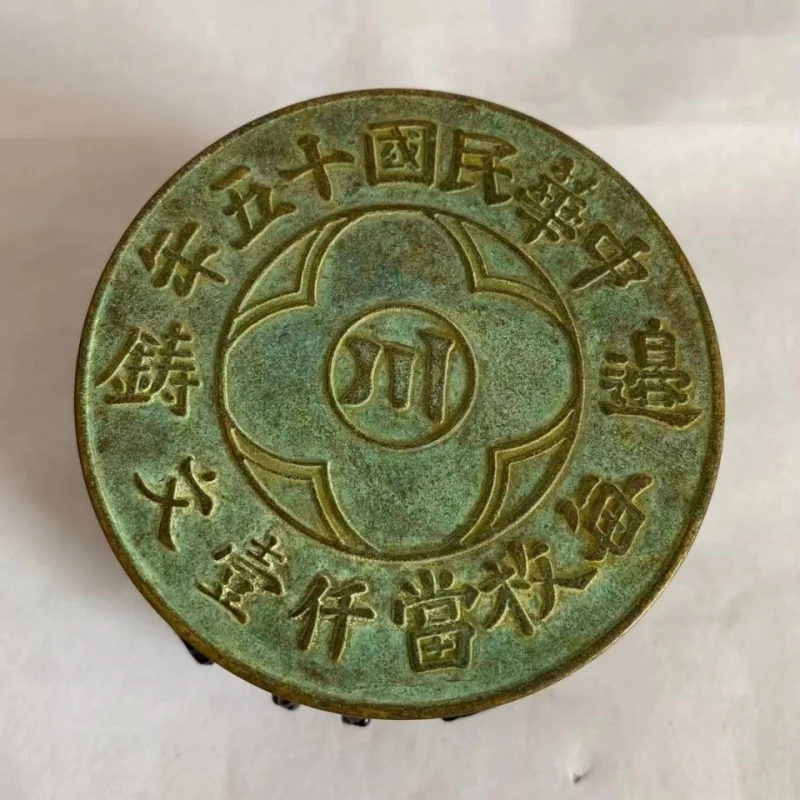 中華民國十五年
邊鑄
每枚當仟壹文
川